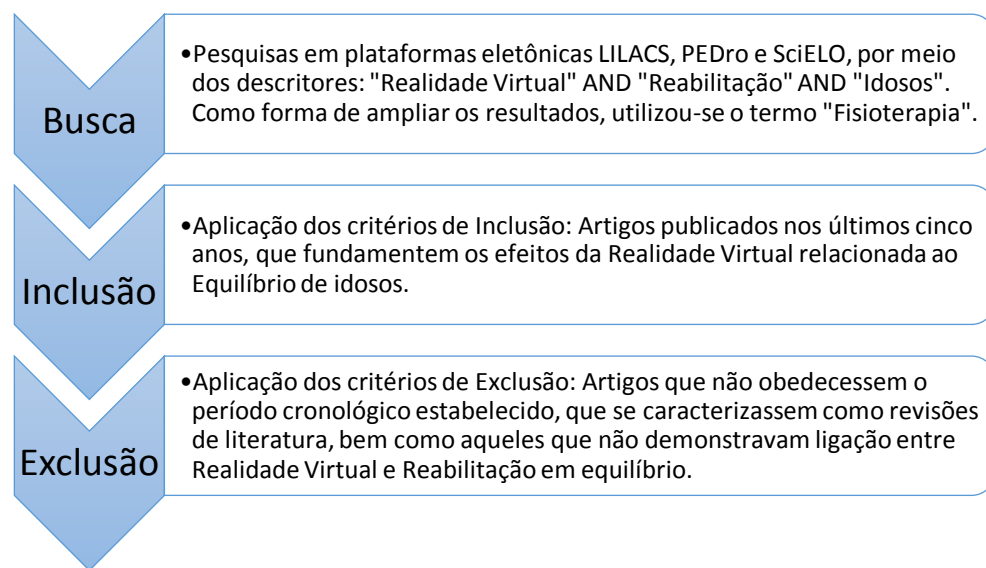 Busca
•Pesquisas em plataformas eletônicas LILACS, PEDro e SciELO, por meio
dos descritores: "Realidade Virtual" AND "Reabilitação" AND "Idosos".
Como forma de ampliar os resultados, utilizou-se o termo "Fisioterapia".
Inclusão
•Aplicação dos critérios de Inclusão: Artigos publicados nos últimos cinco
anos, que fundamentem os efeitos da Realidade Virtual relacionada ao
Equilíbrio de idosos.
Exclusão
•Aplicação dos critérios de Exclusão: Artigos que não obedecessem o
período cronológico estabelecido, que se caracterizassem como revisões
de literatura, bem como aqueles que não demonstravam ligação entre
Realidade Virtual e Reabilitação em equilíbrio.